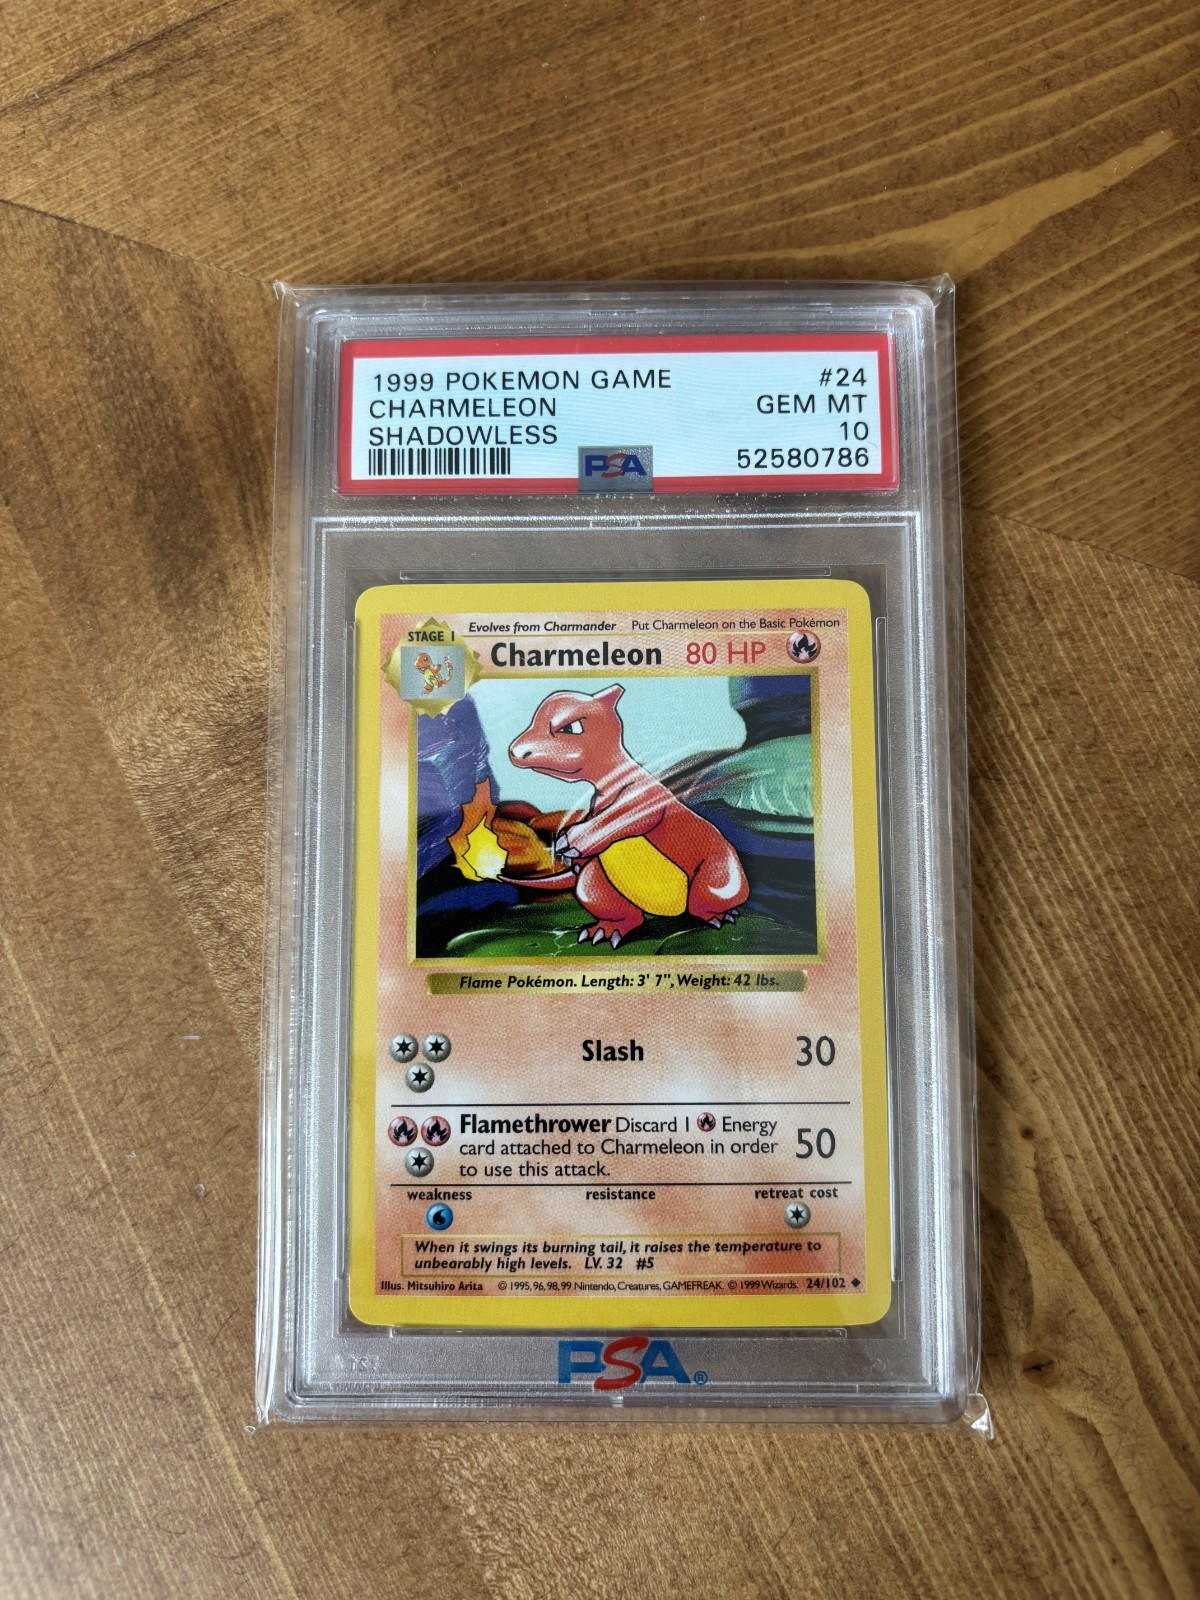 1999 POKEMON GAME #24
CHARMELEON GEM MT
SHADOWLESS 10
PSA 52580786
STAGE 1 Evolves from Charmander Put Charmeleon on the Basic Pokémon
Charmeleon 80 HP
Flame Pokémon. Length: 3' 7", Weight: 42 lbs.
Slash 30
Flamethrower Discard 1 Energy
card attached to Charmeleon in order
to use this attack.
50
weakness resistance retreat cost
When it swings its burning tail, it raises the temperature to
unbearably high levels. LV. 32 #5
Illus. Mitsuhiro Arita © 1995, 96, 98, 99 Nintendo, Creatures, GAMEFREAK. © 1999 Wizards. 24/102
PSA®